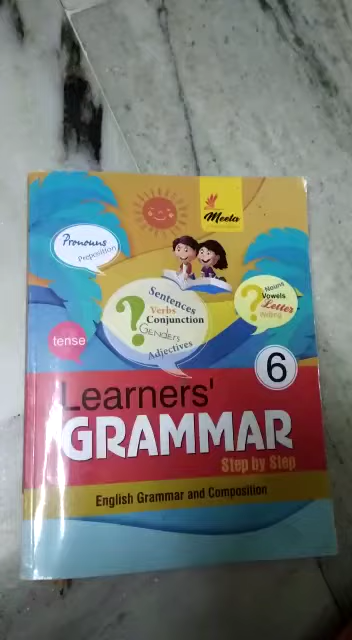 Meela
Pronouns
Preposition
Sentences
Verbs
Conjunction
GENDERS
Adjectives
Nouns
Vowels
Letter
Writing
tense
6
Learners'
GRAMMAR
Step by Step
English Grammar and Composition